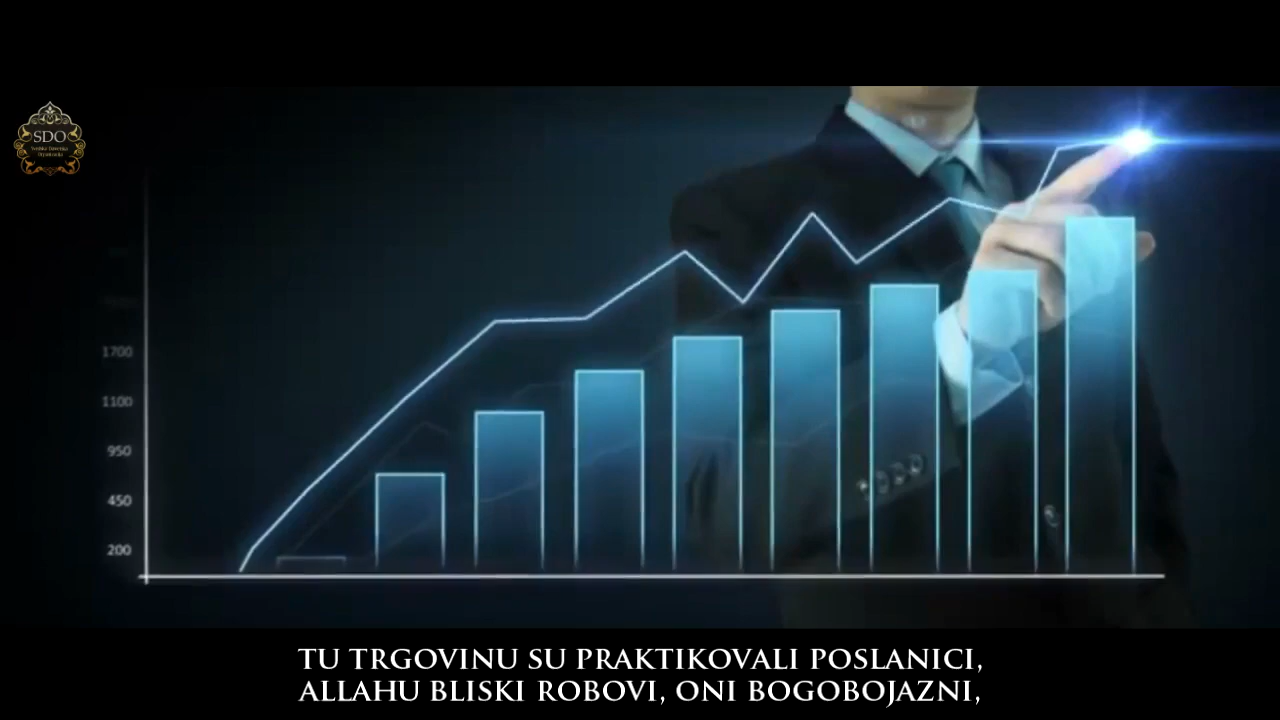 SDO
1700
1100
950
450
200
TU TRGOVINU SU PRAKTIKOVALI POSLANICI,
ALLAHU BLISKI ROBOVI, ONI BOGOBOJAZNI,